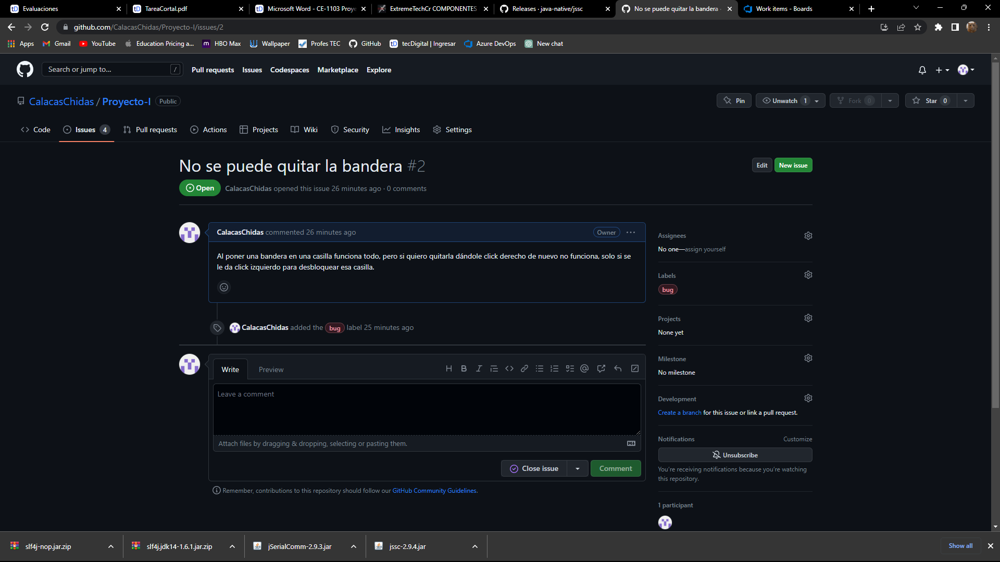 Evaluaciones
TareaCortal.pdf
Microsoft Word - CE-1103 Proye
ExtremeTechCr COMPONENTES
Releases · java-native/jssc
No se puede quitar la bandera ·
Work items - Boards
github.com/CalacasChidas/Proyecto-I/issues/2
Apps
Gmail
YouTube
Education Pricing a...
HBO Max
Wallpaper
Profes TEC
GitHub
tecDigital | Ingresar
Azure DevOps
New chat
Search or jump to...
/
Pull requests
Issues
Codespaces
Marketplace
Explore
CalacasChidas / Proyecto-I
Public
Pin
Unwatch 1
Fork 0
Star 0
Code
Issues 4
Pull requests
Actions
Projects
Wiki
Security
Insights
Settings
No se puede quitar la bandera #2
Edit
New issue
Open
CalacasChidas opened this issue 26 minutes ago · 0 comments
CalacasChidas commented 26 minutes ago
Owner
Al poner una bandera en una casilla funciona todo, pero si quiero quitarla dándole click derecho de nuevo no funciona, solo si se
le da click izquierdo para desbloquear esa casilla.
CalacasChidas added the bug label 25 minutes ago
Write
Preview
Leave a comment
Attach files by dragging & dropping, selecting or pasting them.
Close issue
Comment
Remember, contributions to this repository should follow our GitHub Community Guidelines.
Assignees
No one—assign yourself
Labels
bug
Projects
None yet
Milestone
No milestone
Development
Create a branch for this issue or link a pull request.
Notifications
Customize
Unsubscribe
You're receiving notifications because you're watching
this repository.
1 participant
slf4j-nop.jar.zip
slf4j.jdk14-1.6.1.jar.zip
jSerialComm-2.9.3.jar
jssc-2.9.4.jar
Show all